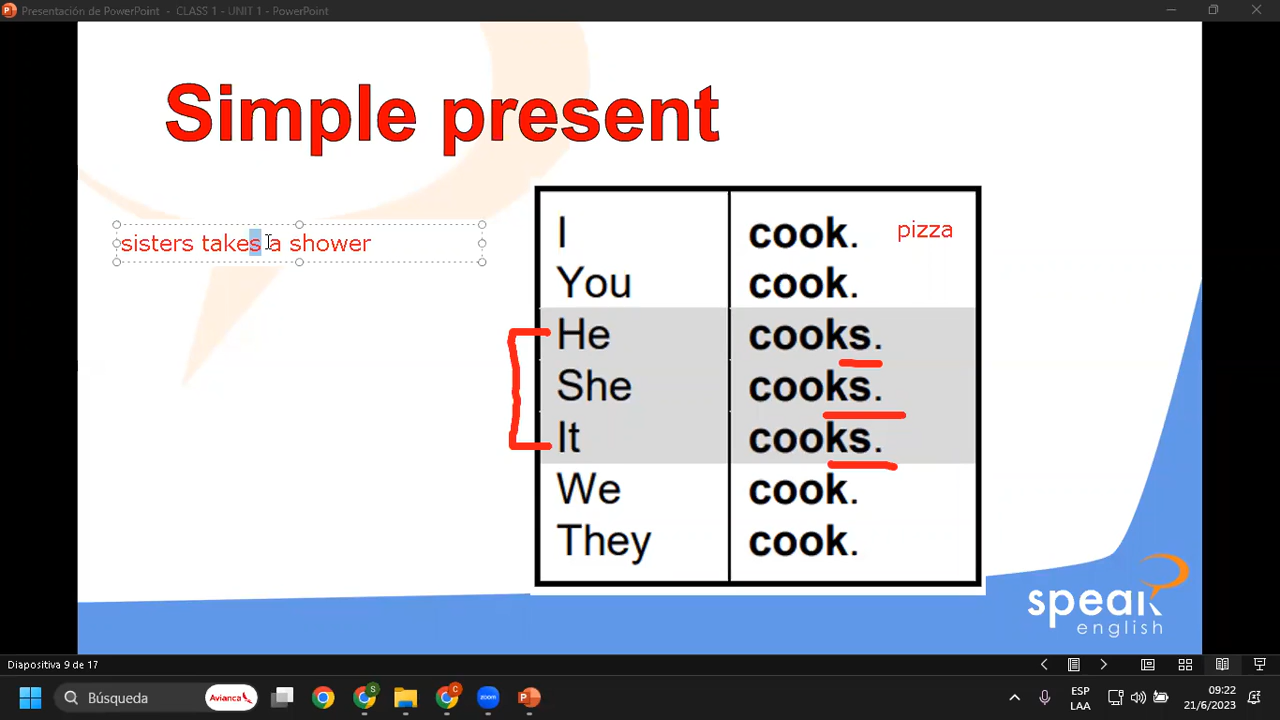 Presentación de PowerPoint - CLASS 1 - UNIT 1 - PowerPoint
Simple present
sisters takes a shower
I cook. pizza
You cook.
He cooks.
She cooks.
It cooks.
We cook.
They cook.
speak
english
Diapositiva 9 de 17
Búsqueda
Avianca
S
C
zoom
ESP
LAA
09:22
21/6/2023